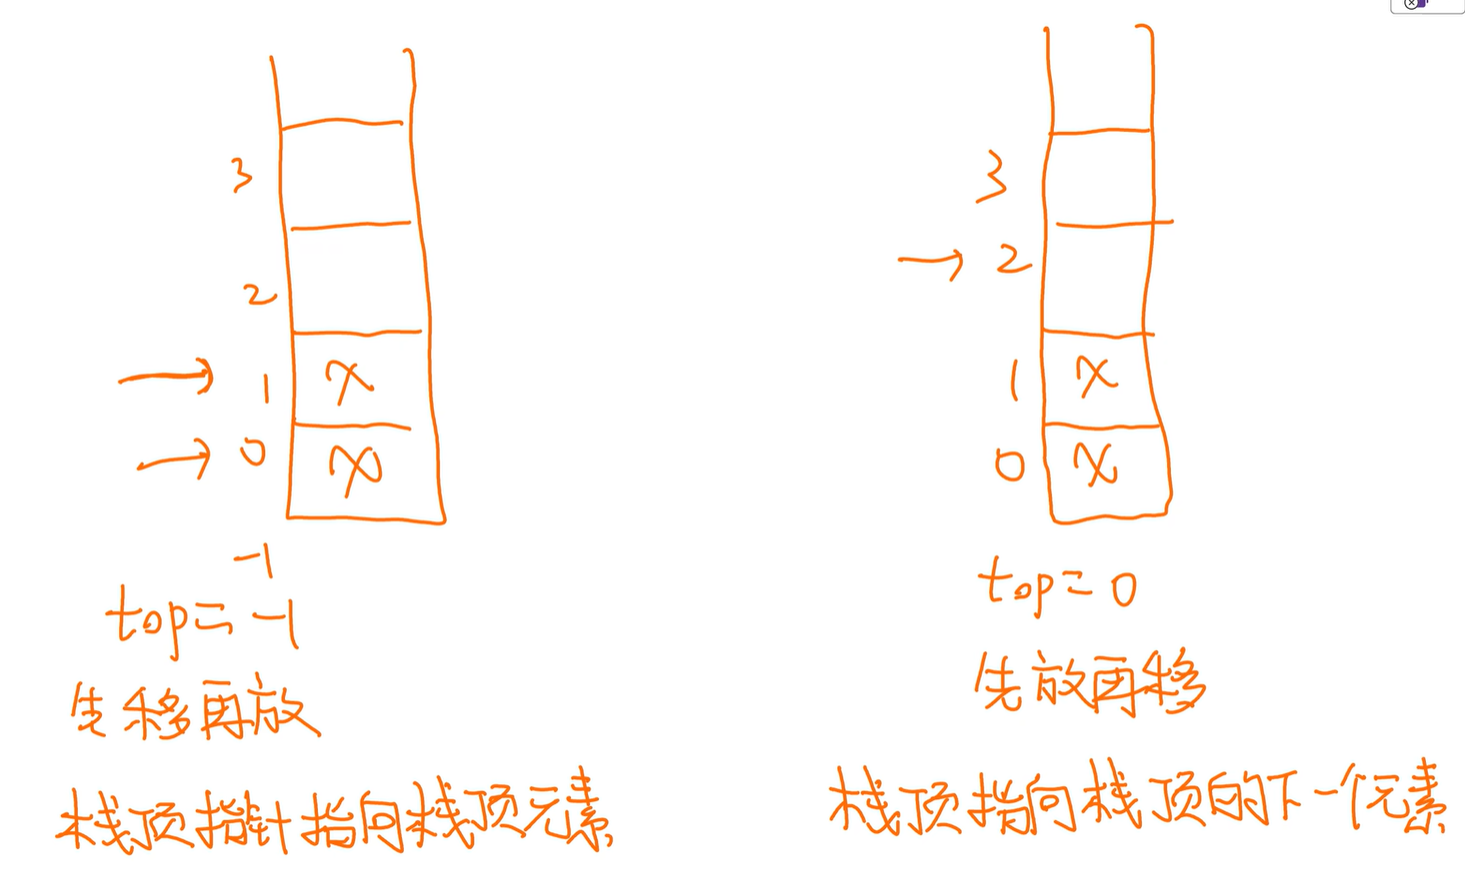 3
2
→ 1 X
→ 0 X
-1
top = -1
先移再放
栈顶指针指向栈顶元素
3
→ 2
1 X
0 X
top = 0
先放再移
栈顶指向栈顶的下一个元素